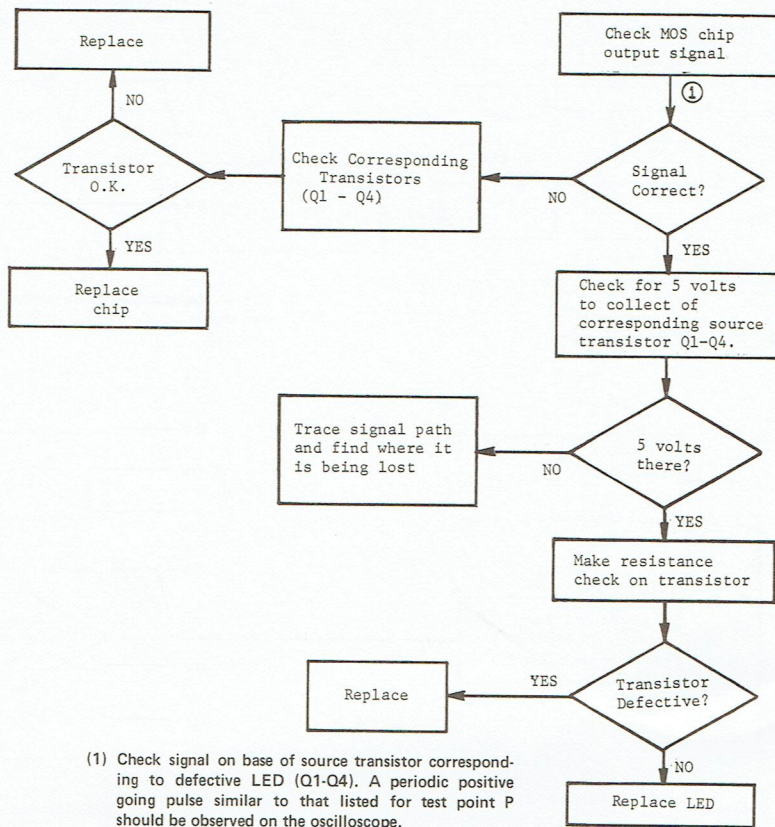 Check MOS chip
output signal
①
Signal
Correct?
NO
Check Corresponding
Transistors
(Q1 - Q4)
Transistor
O.K.
NO
Replace
YES
Replace
chip
YES
Check for 5 volts
to collect of
corresponding source
transistor Q1-Q4.
5 volts
there?
NO
Trace signal path
and find where it
is being lost
YES
Make resistance
check on transistor
Transistor
Defective?
YES
Replace
NO
Replace LED
(1) Check signal on base of source transistor correspond-
ing to defective LED (Q1-Q4). A periodic positive
going pulse similar to that listed for test point P
should be observed on the oscilloscope.